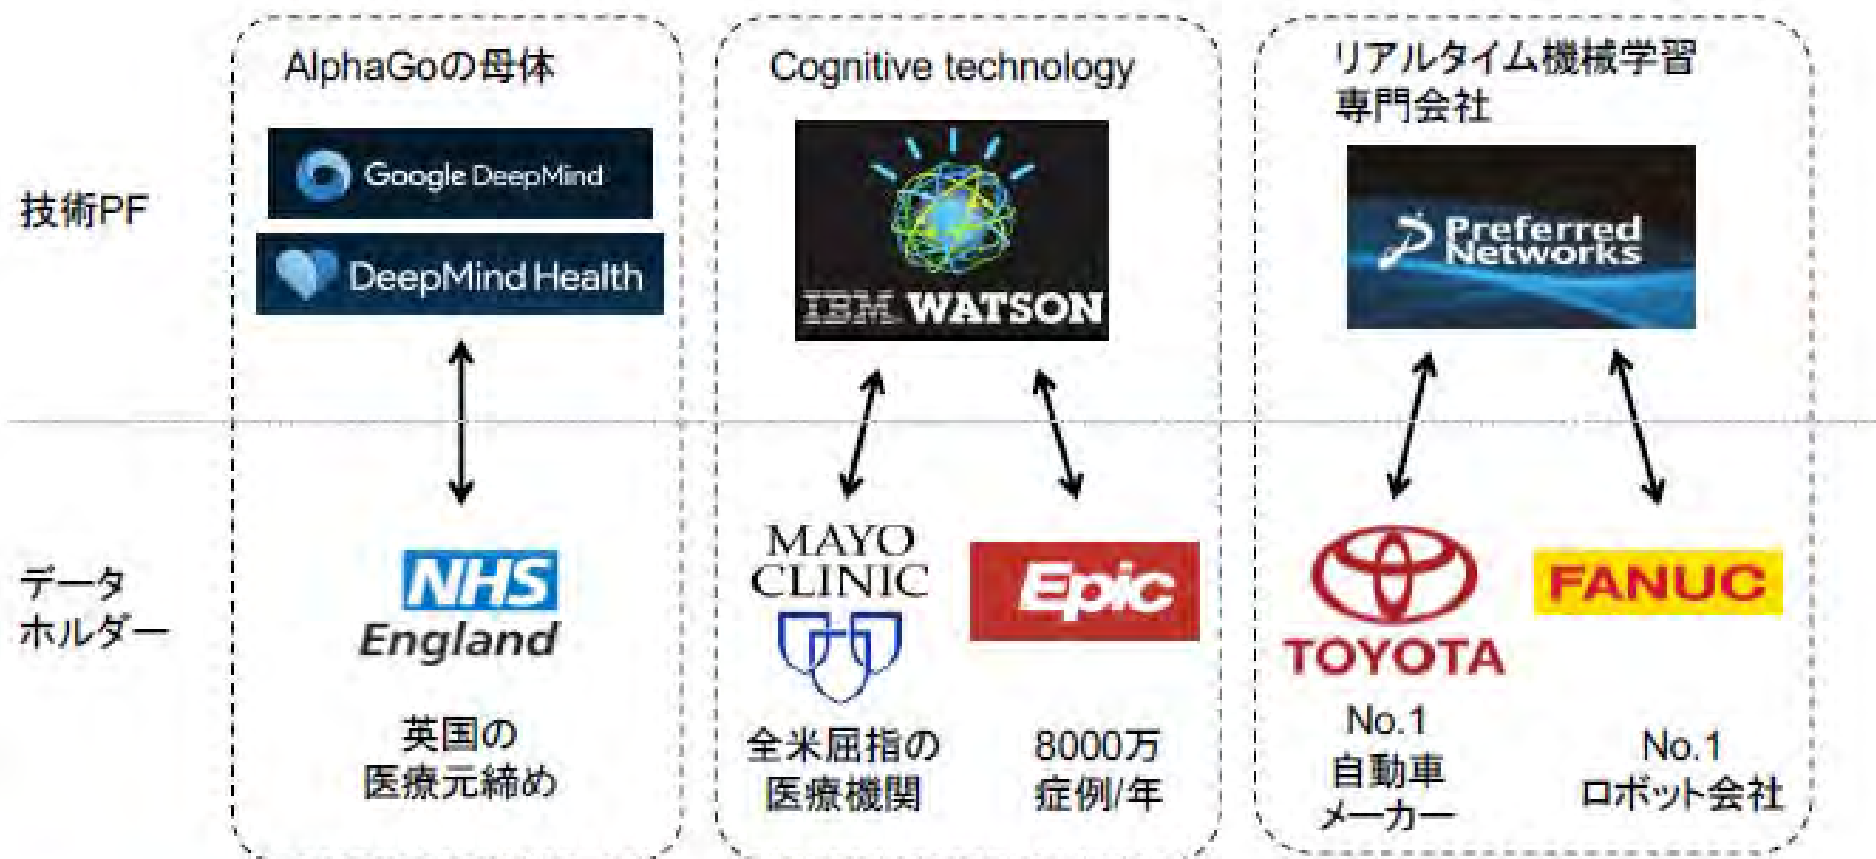 技術PF
AlphaGoの母体
Google DeepMind
DeepMind Health
Cognitive technology
IBM WATSON
リアルタイム機械学習
専門会社
Preferred
Networks
データ
ホルダー
NHS
England
英国の
医療元締め
MAYO
CLINIC
全米屈指の
医療機関
Epic
8000万
症例/年
TOYOTA
No.1
自動車
メーカー
FANUC
No.1
ロボット会社